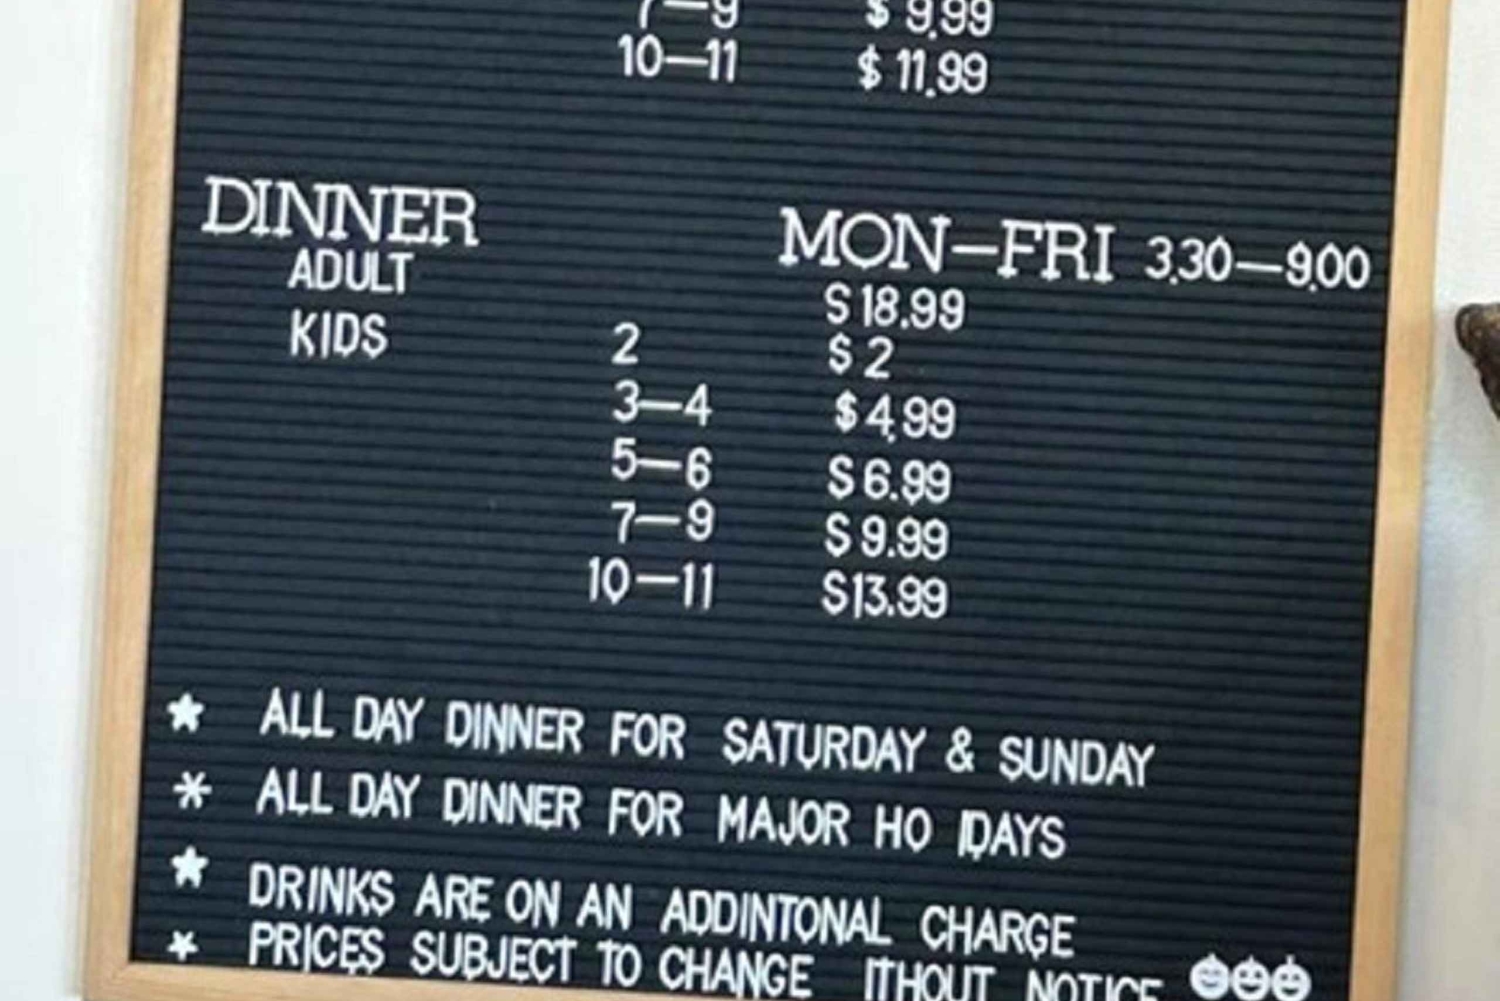 7—9 $ 9.99
10—11 $ 11.99
DINNER MON—FRI 3.30—9.00
ADULT $ 18.99
KIDS 2 $ 2
3—4 $ 4.99
5—6 $ 6.99
7—9 $ 9.99
10—11 $ 13.99
★ ALL DAY DINNER FOR SATURDAY & SUNDAY
* ALL DAY DINNER FOR MAJOR HO IDAYS
★ DRINKS ARE ON AN ADDINTONAL CHARGE
★ PRICES SUBJECT TO CHANGE ITHOUT NOTICE